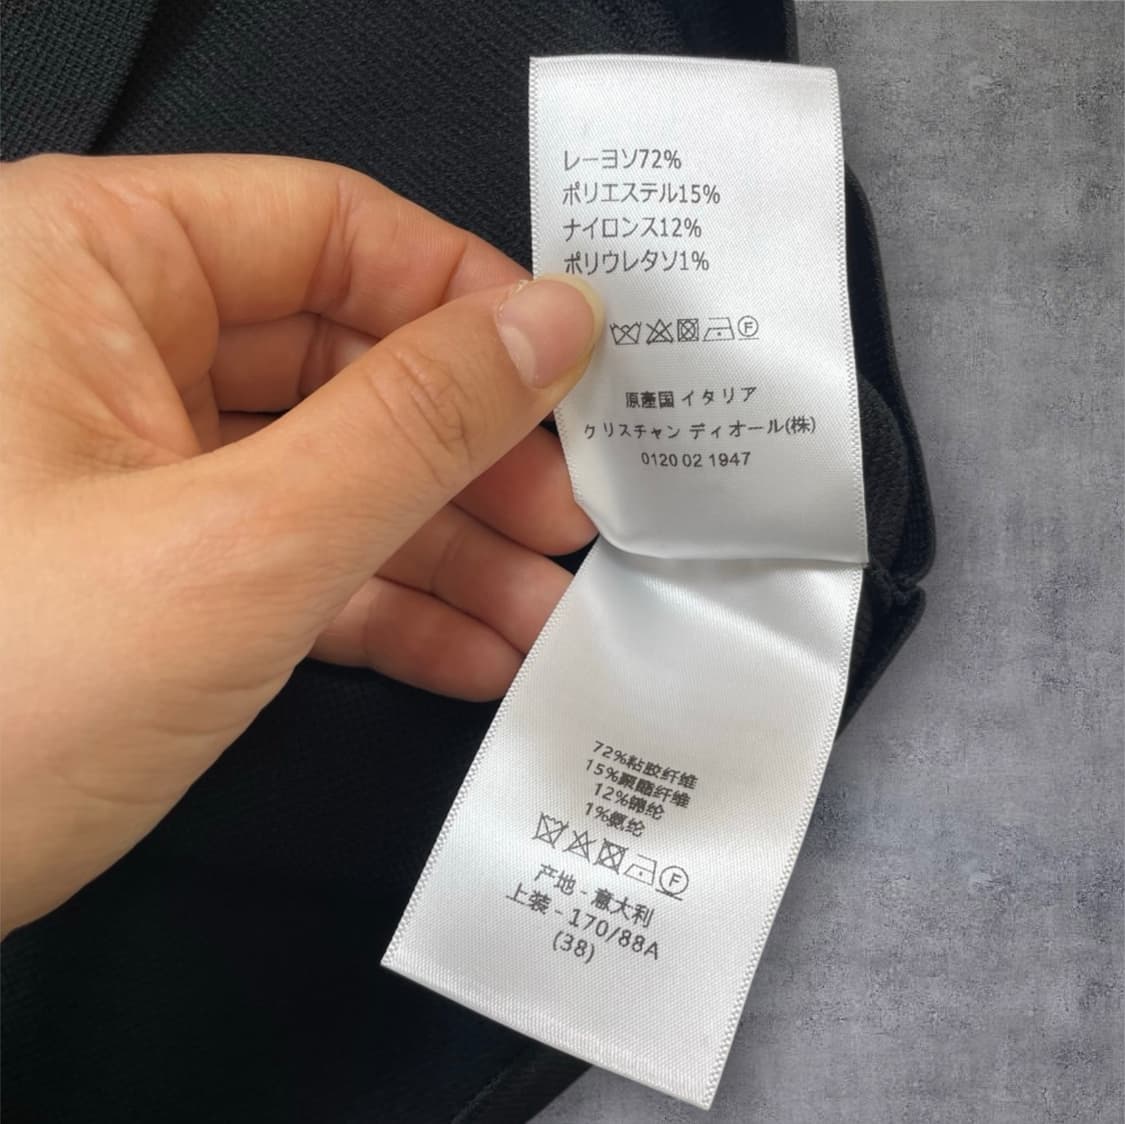 レーヨソ72%
ポリエステル15%
ナイロンス12%
ポリウレタソ1%
F
原產国 イタリア
クリスチャン ディオール(株)
0120 02 1947
72%粘胶纤维
15%聚酯纤维
12%锦纶
1%氨纶
F
产地 - 意大利
上装 - 170/88A
(38)